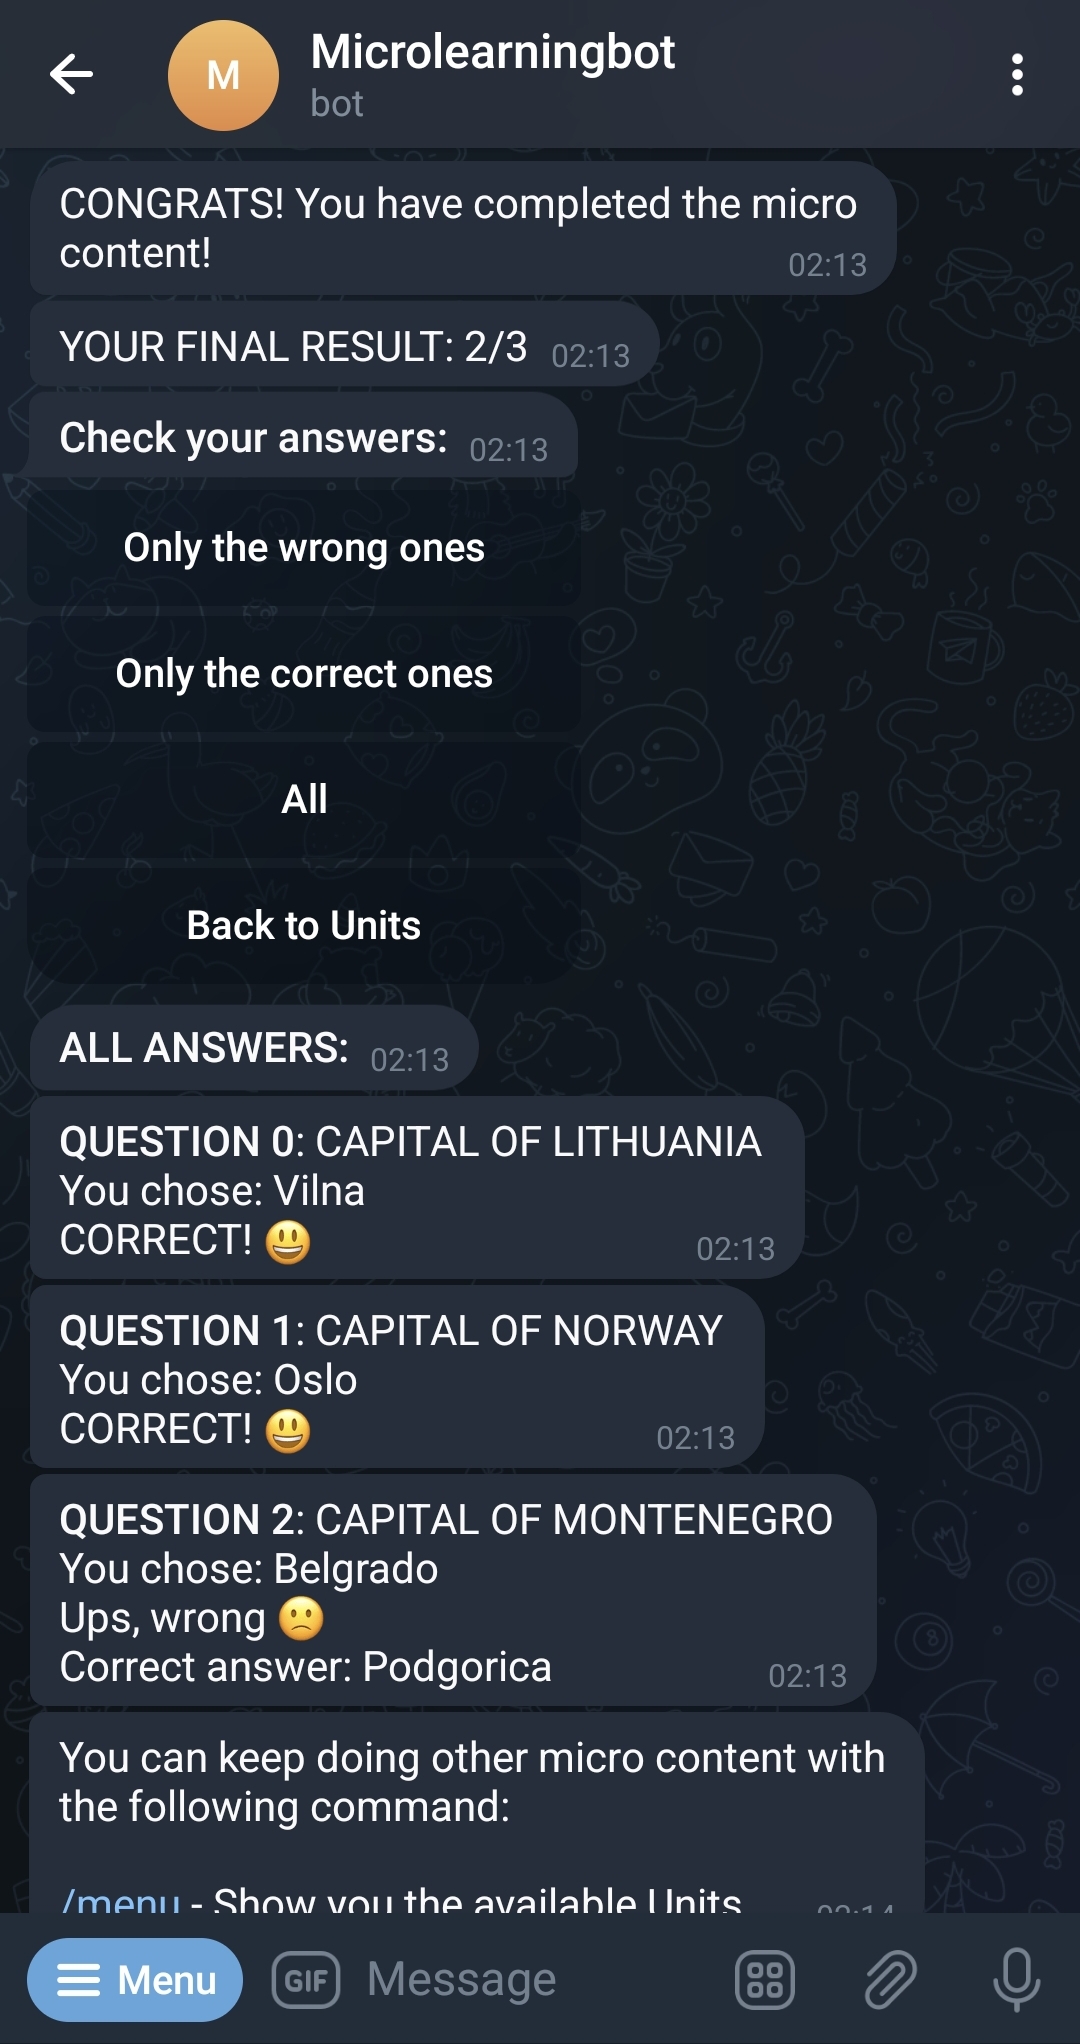 M
Microlearningbot
bot
CONGRATS! You have completed the micro
content!
02:13
YOUR FINAL RESULT: 2/3 02:13
Check your answers: 02:13
Only the wrong ones
Only the correct ones
All
Back to Units
ALL ANSWERS: 02:13
QUESTION 0: CAPITAL OF LITHUANIA
You chose: Vilna
CORRECT! 😃 02:13
QUESTION 1: CAPITAL OF NORWAY
You chose: Oslo
CORRECT! 😃 02:13
QUESTION 2: CAPITAL OF MONTENEGRO
You chose: Belgrado
Ups, wrong 🙁
Correct answer: Podgorica 02:13
You can keep doing other micro content with
the following command:
/menu - Show you the available Units 02:14
Menu GIF Message